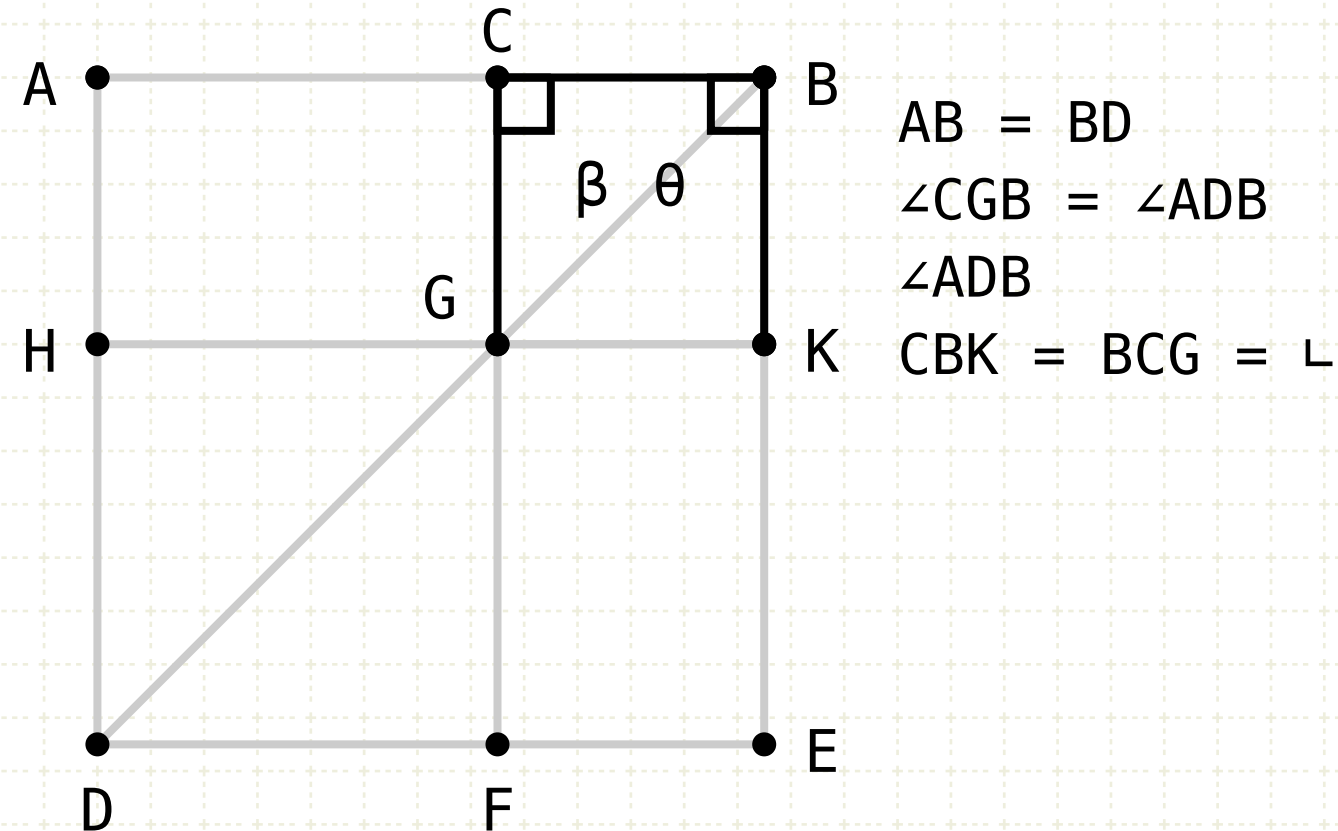 C
A
B
AB = BD
β θ
∠CGB = ∠ADB
∠ADB
G
H
K
CBK = BCG = ∟
E
D
F